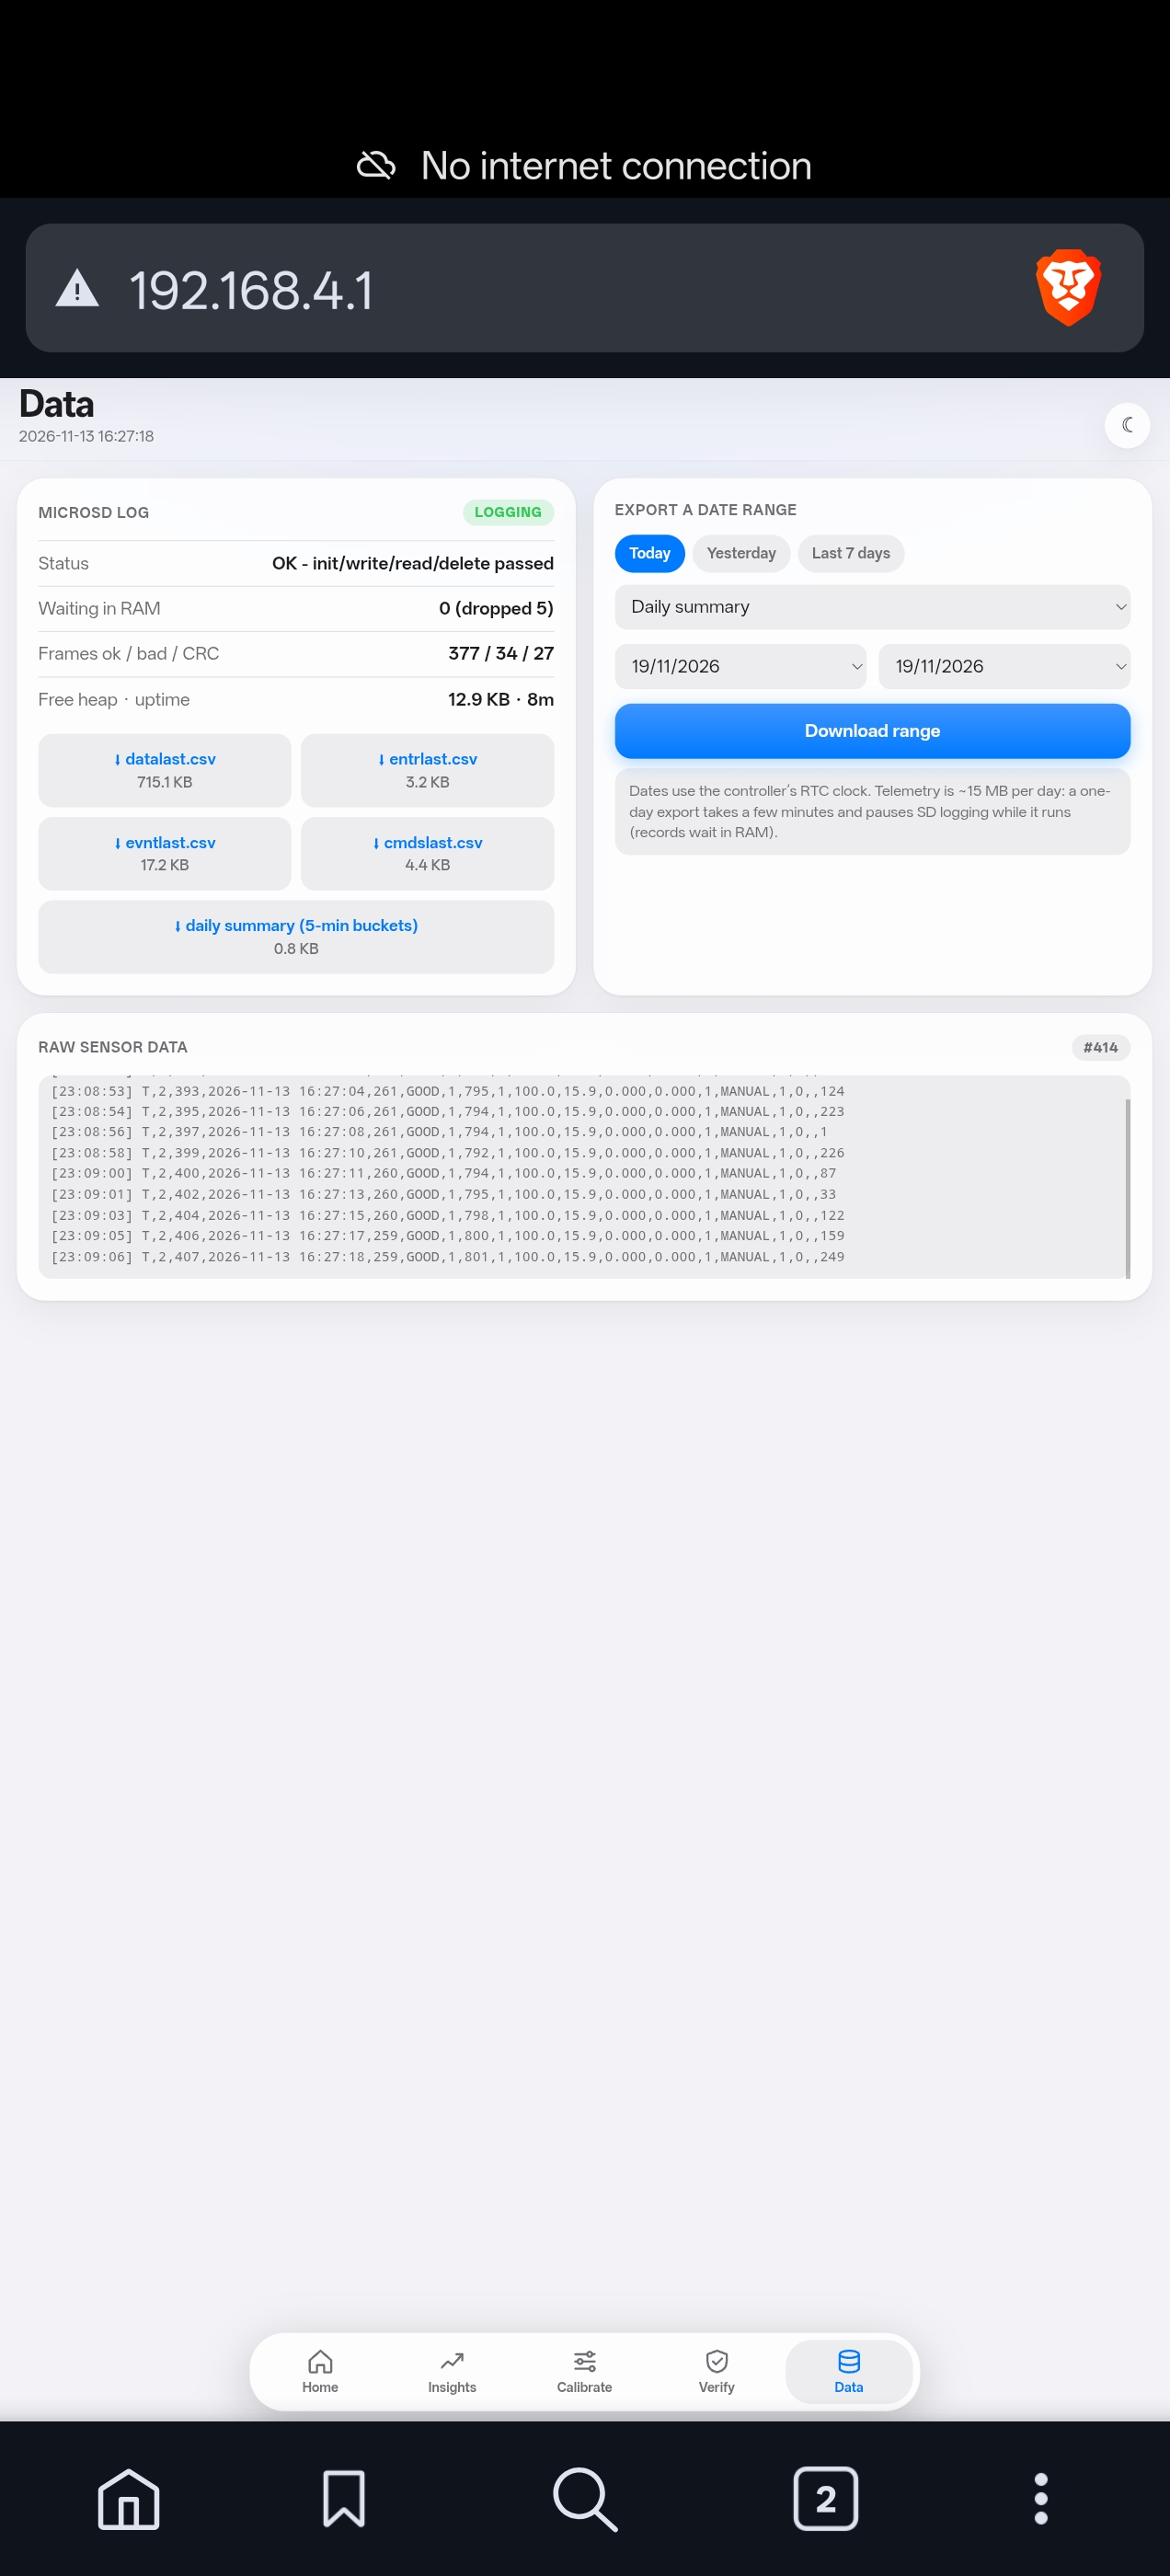 No internet connection
192.168.4.1
Data
2026-11-13 16:27:18
MICROSD LOG
LOGGING
Status
OK - init/write/read/delete passed
Waiting in RAM
0 (dropped 5)
Frames ok / bad / CRC
377 / 34 / 27
Free heap · uptime
12.9 KB · 8m
↓ datalast.csv
715.1 KB
↓ entrlast.csv
3.2 KB
↓ evntlast.csv
17.2 KB
↓ cmdslast.csv
4.4 KB
↓ daily summary (5-min buckets)
0.8 KB
EXPORT A DATE RANGE
Today
Yesterday
Last 7 days
Daily summary
19/11/2026
19/11/2026
Download range
Dates use the controller's RTC clock. Telemetry is ~15 MB per day: a one-
day export takes a few minutes and pauses SD logging while it runs
(records wait in RAM).
RAW SENSOR DATA
#414
[23:08:53] T,2,393,2026-11-13 16:27:04,261,GOOD,1,795,1,100.0,15.9,0.000,0.000,1,MANUAL,1,0,,124
[23:08:54] T,2,395,2026-11-13 16:27:06,261,GOOD,1,794,1,100.0,15.9,0.000,0.000,1,MANUAL,1,0,,223
[23:08:56] T,2,397,2026-11-13 16:27:08,261,GOOD,1,794,1,100.0,15.9,0.000,0.000,1,MANUAL,1,0,,1
[23:08:58] T,2,399,2026-11-13 16:27:10,261,GOOD,1,792,1,100.0,15.9,0.000,0.000,1,MANUAL,1,0,,226
[23:09:00] T,2,400,2026-11-13 16:27:11,260,GOOD,1,794,1,100.0,15.9,0.000,0.000,1,MANUAL,1,0,,87
[23:09:01] T,2,402,2026-11-13 16:27:13,260,GOOD,1,795,1,100.0,15.9,0.000,0.000,1,MANUAL,1,0,,33
[23:09:03] T,2,404,2026-11-13 16:27:15,260,GOOD,1,798,1,100.0,15.9,0.000,0.000,1,MANUAL,1,0,,122
[23:09:05] T,2,406,2026-11-13 16:27:17,259,GOOD,1,800,1,100.0,15.9,0.000,0.000,1,MANUAL,1,0,,159
[23:09:06] T,2,407,2026-11-13 16:27:18,259,GOOD,1,801,1,100.0,15.9,0.000,0.000,1,MANUAL,1,0,,249
Home
Insights
Calibrate
Verify
Data
2